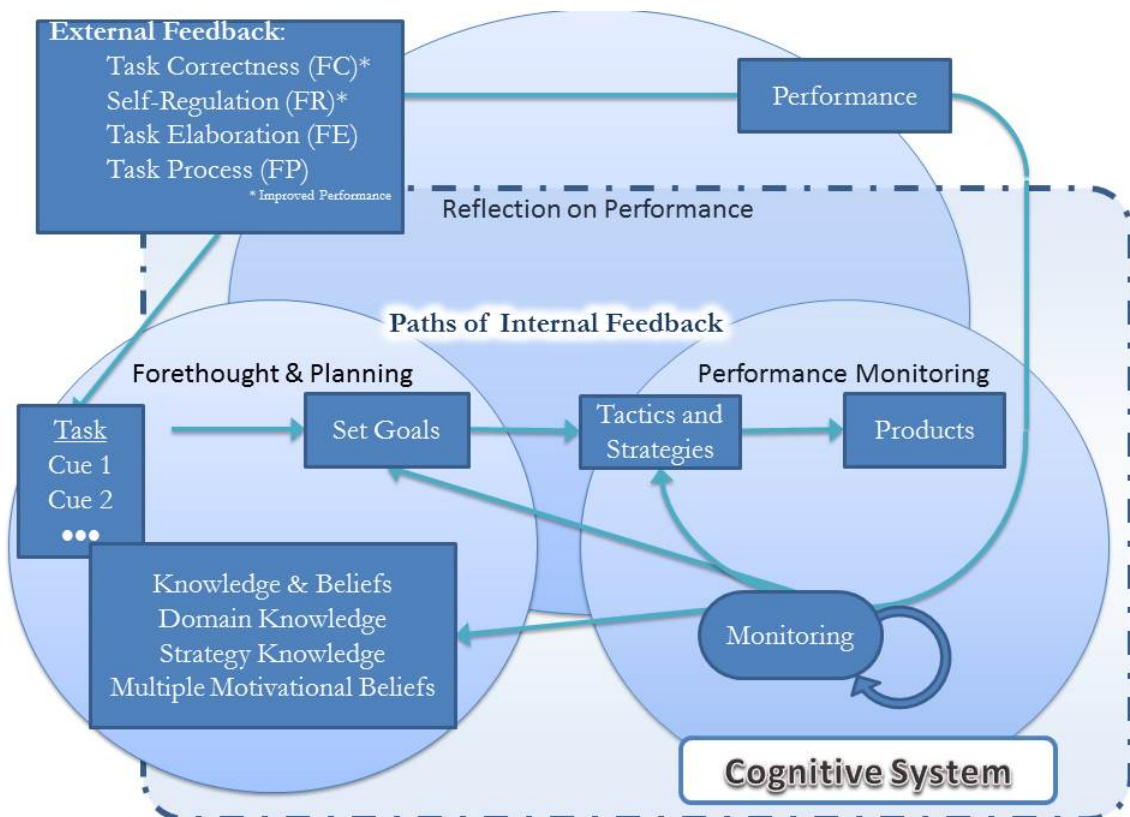 External Feedback:
Task Correctness (FC)*
Self-Regulation (FR)*
Task Elaboration (FE)
Task Process (FP)
* Improved Performance
Performance
Reflection on Performance
Paths of Internal Feedback
Forethought & Planning
Performance Monitoring
Task
Cue 1
Cue 2
•••
Set Goals
Tactics and
Strategies
Products
Knowledge & Beliefs
Domain Knowledge
Strategy Knowledge
Multiple Motivational Beliefs
Monitoring
Cognitive System